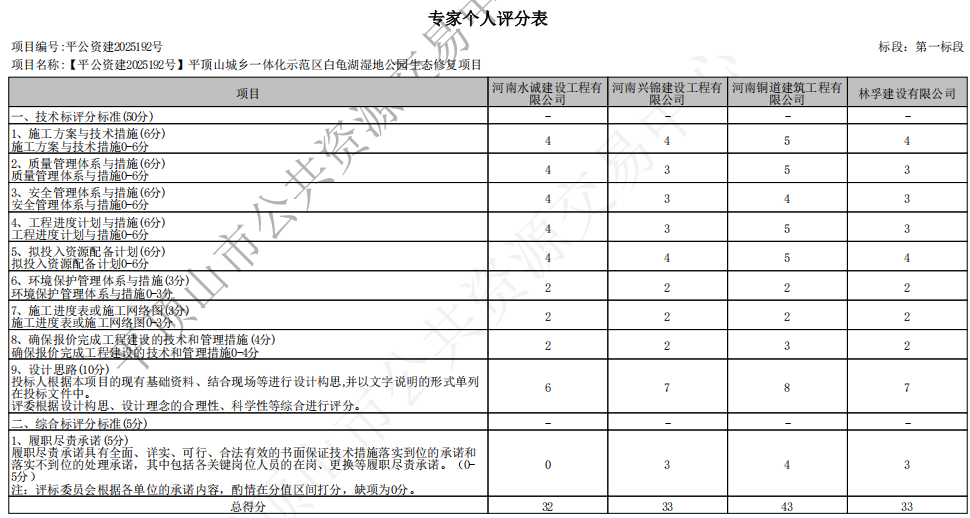 专家个人评分表
项目编号:平公资建2025192号 标段：第一标段
项目名称:【平公资建2025192号】平顶山城乡一体化示范区白龟湖湿地公园生态修复项目
项目 河南水诚建设工程有限公司 河南兴锦建设工程有限公司 河南铜道建筑工程有限公司 林孚建设有限公司
一、技术标评分标准(50分) - - - -
1、施工方案与技术措施(6分)
施工方案与技术措施0-6分 4 4 5 4
2、质量管理体系与措施(6分)
质量管理体系与措施0-6分 4 3 5 3
3、安全管理体系与措施(6分)
安全管理体系与措施0-6分 4 3 4 3
4、工程进度计划与措施(6分)
工程进度计划与措施0-6分 4 3 5 3
5、拟投入资源配备计划(6分)
拟投入资源配备计划0-6分 4 4 5 4
6、环境保护管理体系与措施(3分)
环境保护管理体系与措施0-3分 2 2 2 2
7、施工进度表或施工网络图(3分)
施工进度表或施工网络图0-3分 2 2 2 2
8、确保报价完成工程建设的技术和管理措施(4分)
确保报价完成工程建设的技术和管理措施0-4分 2 2 3 2
9、设计思路(10分)
投标人根据本项目的现有基础资料、结合现场等进行设计构思,并以文字说明的形式单列
在投标文件中。
评委根据设计构思、设计理念的合理性、科学性等综合进行评分。 6 7 8 7
二、综合标评分标准(5分) - - - -
1、履职尽责承诺(5分)
履职尽责承诺具有全面、详实、可行、合法有效的书面保证技术措施落实到位的承诺和
落实不到位的处理承诺，其中包括各关键岗位人员的在岗、更换等履职尽责承诺。（0-
5分）
注：评标委员会根据各单位的承诺内容，酌情在分值区间打分，缺项为0分。 0 3 4 3
总得分 32 33 43 33
平顶山市公共资源交易中心
平顶山市公共资源交易中心